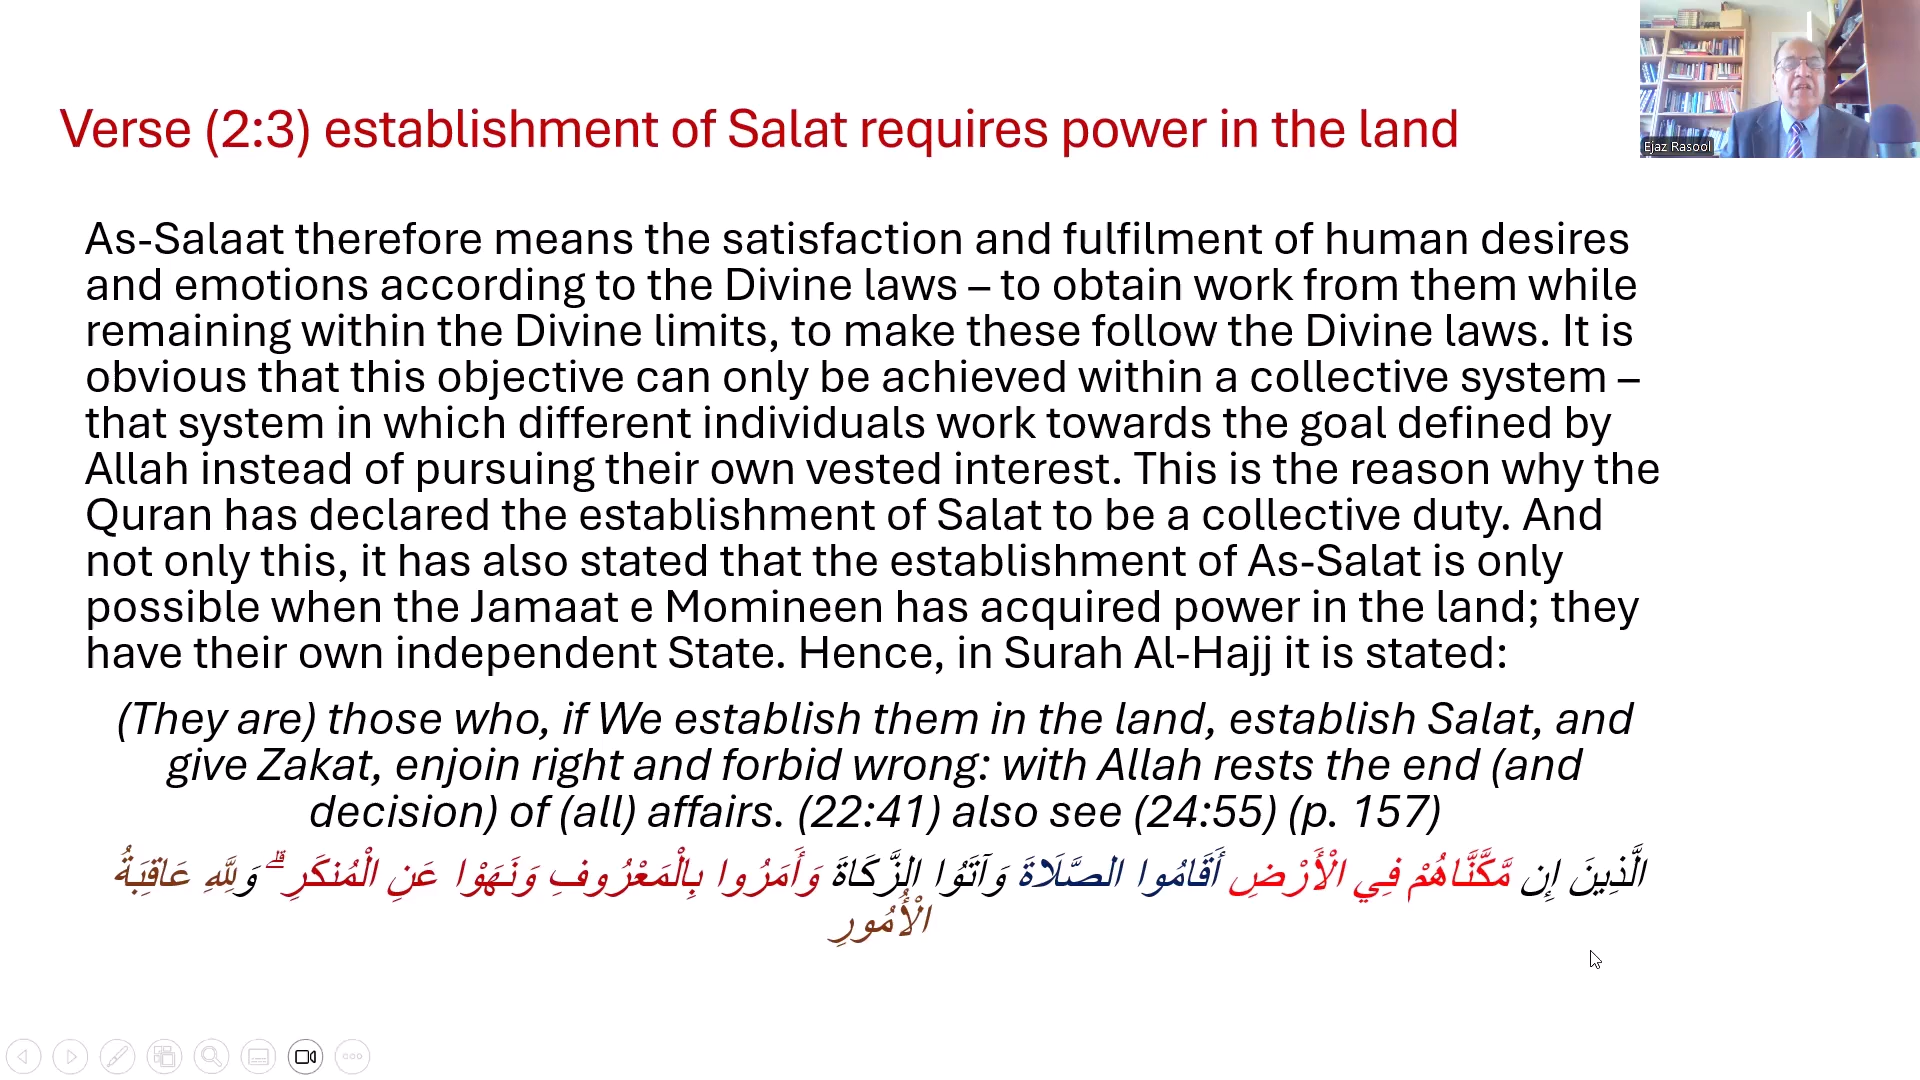 Verse (2:3) establishment of Salat requires power in the land
Ejaz Rasool
As-Salaat therefore means the satisfaction and fulfilment of human desires
and emotions according to the Divine laws – to obtain work from them while
remaining within the Divine limits, to make these follow the Divine laws. It is
obvious that this objective can only be achieved within a collective system –
that system in which different individuals work towards the goal defined by
Allah instead of pursuing their own vested interest. This is the reason why the
Quran has declared the establishment of Salat to be a collective duty. And
not only this, it has also stated that the establishment of As-Salat is only
possible when the Jamaat e Momineen has acquired power in the land; they
have their own independent State. Hence, in Surah Al-Hajj it is stated:
(They are) those who, if We establish them in the land, establish Salat, and
give Zakat, enjoin right and forbid wrong: with Allah rests the end (and
decision) of (all) affairs. (22:41) also see (24:55) (p. 157)
الَّذِينَ إِن مَّكَّنَّاهُمْ فِي الْأَرْضِ أَقَامُوا الصَّلَاةَ وَآتَوُا الزَّكَاةَ وَأَمَرُوا بِالْمَعْرُوفِ وَنَهَوْا عَنِ الْمُنكَرِ ۗ وَلِلَّهِ عَاقِبَةُ
الْأُمُورِ